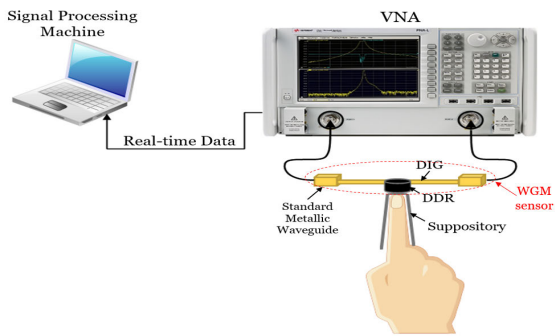 Signal Processing
Machine
VNA
Real-time Data
DIG
DDR
WGM
sensor
Standard
Metallic
Waveguide
Suppository